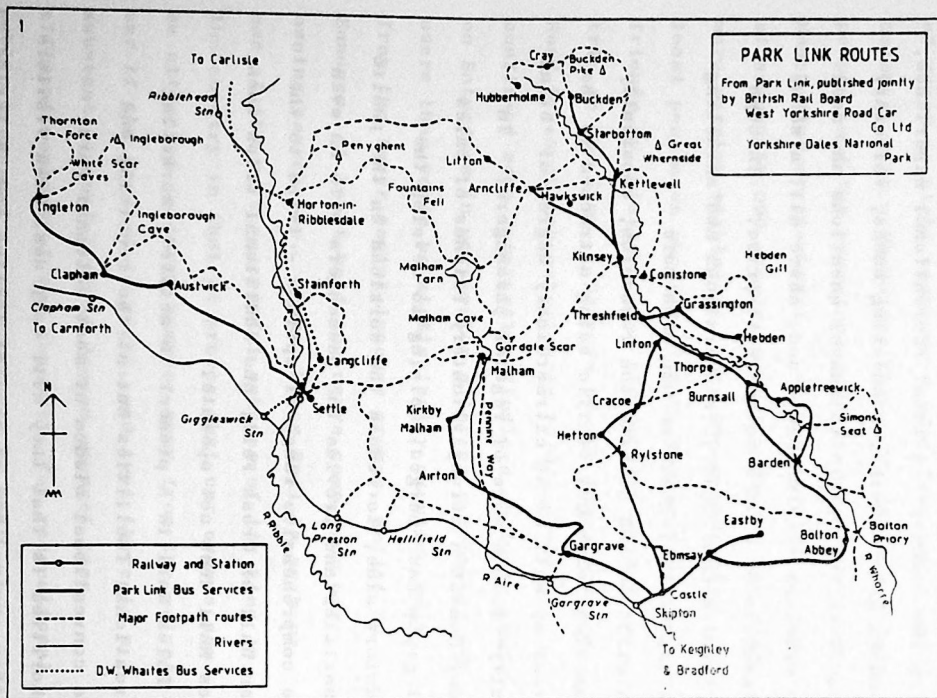 1
PARK LINK ROUTES
From Park Link, published jointly
by British Rail Board
West Yorkshire Road Car
Co Ltd
Yorkshire Dales National
Park
To Carlisle
Ribblehead
Stn
Thornton
Force
Ingleborough
White Scar
Caves
Ingleton
Ingleborough
Cave
Clapham
Austwick
Clapham Stn
To Carnforth
Penyghent
Horton-in-
Ribblesdale
Stainforth
Langcliffe
Settle
Giggleswick
Stn
Fountains
Fell
Litton
Arncliffe
Hawkswick
Malham
Tarn
Malham Cove
Gordale Scar
Malham
Kirkby
Malham
Airton
Pennine Way
Cray
Buckden
Pike
Hubberholme
Buckden
Starbottom
Great
Whernside
Kettlewell
Kilnsey
Conistone
Hebden
Gill
Grassington
Threshfield
Hebden
Linton
Thorpe
Burnsall
Appletreewick
Cracoe
Simons
Seat
Hetton
Rylstone
Barden
Eastby
Bolton
Abbey
Bolton
Priory
R Wharfe
Embsay
Long
Preston
Stn
Hellifield
Stn
R Ribble
Gargrave
R Aire
Gargrave
Stn
Castle
Skipton
To Keighley
& Bradford
N
Railway and Station
Park Link Bus Services
Major Footpath routes
Rivers
D.W. Whaites Bus Services